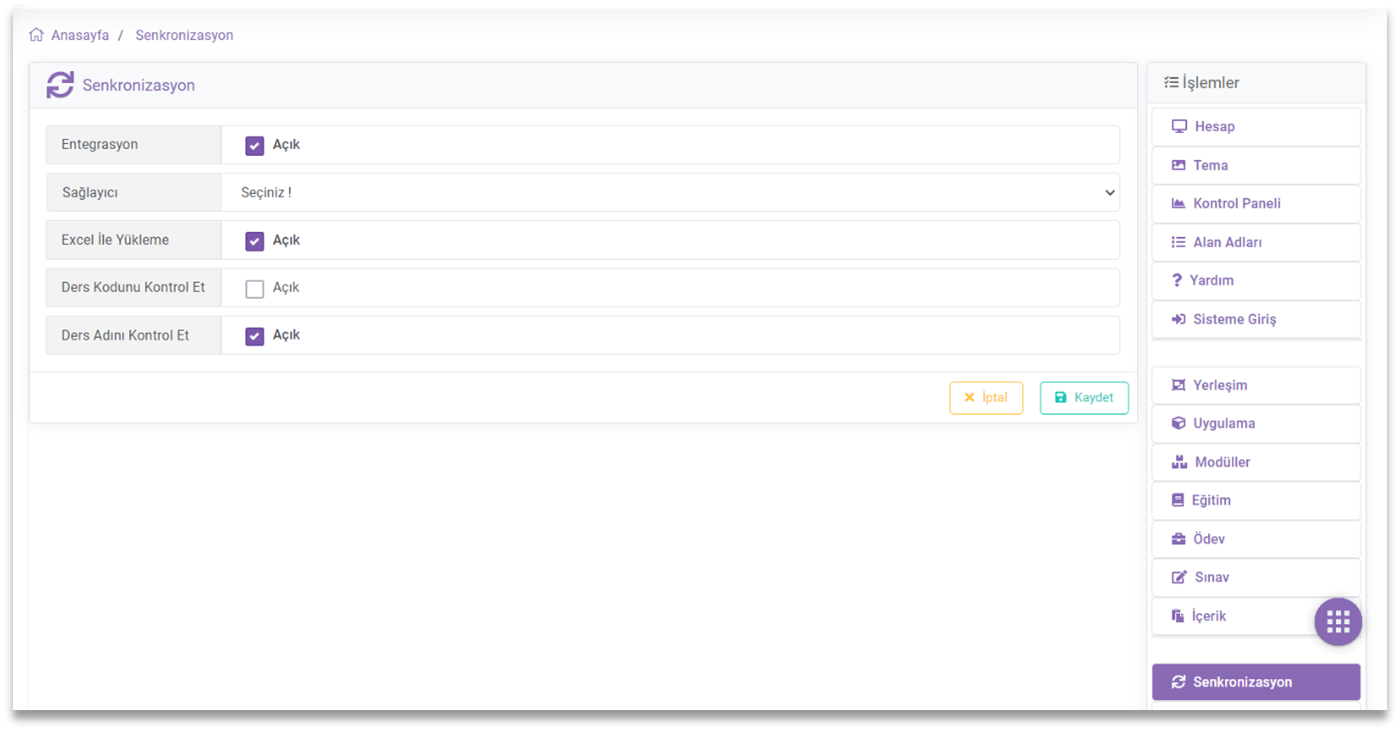 Anasayfa / Senkronizasyon
Senkronizasyon
Entegrasyon Açık
Sağlayıcı Seçiniz !
Excel İle Yükleme Açık
Ders Kodunu Kontrol Et Açık
Ders Adını Kontrol Et Açık
İptal Kaydet
İşlemler
Hesap
Tema
Kontrol Paneli
Alan Adları
Yardım
Sisteme Giriş
Yerleşim
Uygulama
Modüller
Eğitim
Ödev
Sınav
İçerik
Senkronizasyon